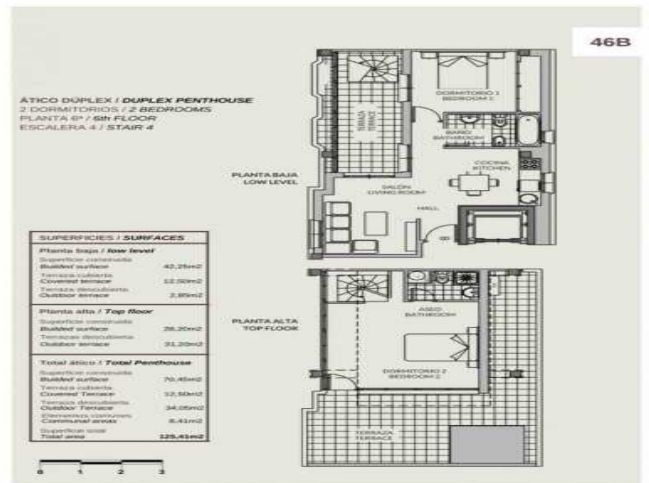 46B
ÁTICO DÚPLEX / DUPLEX PENTHOUSE
2 DORMITORIOS / 2 BEDROOMS
PLANTA 6ª / 6th FLOOR
ESCALERA 4 / STAIR 4
DORMITORIO 1
BEDROOM 1
TERRAZA
TERRACE
BAÑO
BATHROOM
COCINA
KITCHEN
PLANTA BAJA
LOW LEVEL
SALÓN
LIVING ROOM
HALL
SUPERFICIES / SURFACES
Planta baja / low level
Superficie construida
Builded surface 42,25m2
Terraza cubierta
Covered terrace 12,50m2
Terraza descubierta
Outdoor terrace 2,85m2
Planta alta / Top floor
Superficie construida
Builded surface 28,20m2
Terrazas descubierta
Outdoor terrace 31,20m2
Total ático / Total Penthouse
Superficie construida
Builded surface 70,45m2
Terraza cubierta
Covered Terrace 12,50m2
Terraza descubierta
Outdoor Terrace 34,05m2
Elementos comunes
Communal areas 8,41m2
Superficie total
Total area 125,41m2
PLANTA ALTA
TOP FLOOR
ASEO
BATHROOM
DORMITORIO 2
BEDROOM 2
TERRAZA
TERRACE
0 1 2 3